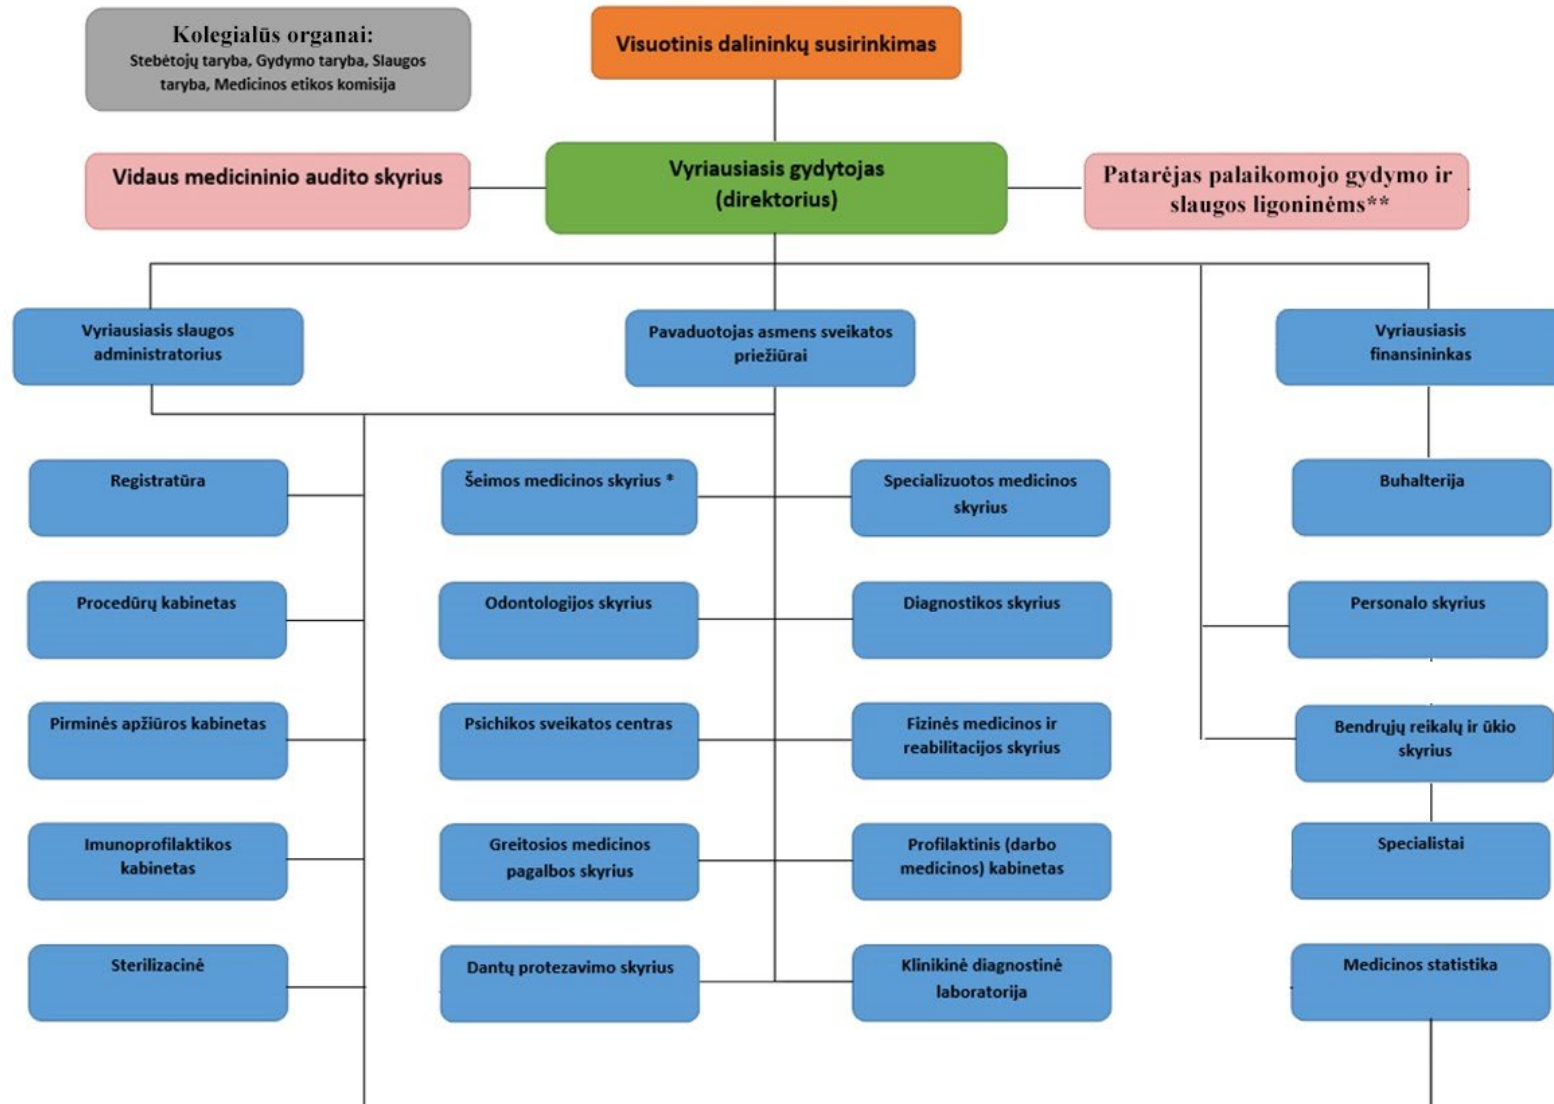 Kolegialūs organai:
Stebėtojų taryba, Gydymo taryba, Slaugos
taryba, Medicinos etikos komisija
Visuotinis dalininkų susirinkimas
Vidaus medicininio audito skyrius
Vyriausiasis gydytojas
(direktorius)
Patarėjas palaikomojo gydymo ir
slaugos ligoninėms**
Vyriausiasis slaugos
administratorius
Pavaduotojas asmens sveikatos
priežiūrai
Vyriausiasis
finansininkas
Registratūra
Šeimos medicinos skyrius *
Specializuotos medicinos
skyrius
Buhalterija
Procedūrų kabinetas
Odontologijos skyrius
Diagnostikos skyrius
Personalo skyrius
Pirminės apžiūros kabinetas
Psichikos sveikatos centras
Fizinės medicinos ir
reabilitacijos skyrius
Bendrųjų reikalų ir ūkio
skyrius
Imunoprofilaktikos
kabinetas
Greitosios medicinos
pagalbos skyrius
Profilaktinis (darbo
medicinos) kabinetas
Specialistai
Sterilizacinė
Dantų protezavimo skyrius
Klinikinė diagnostinė
laboratorija
Medicinos statistika